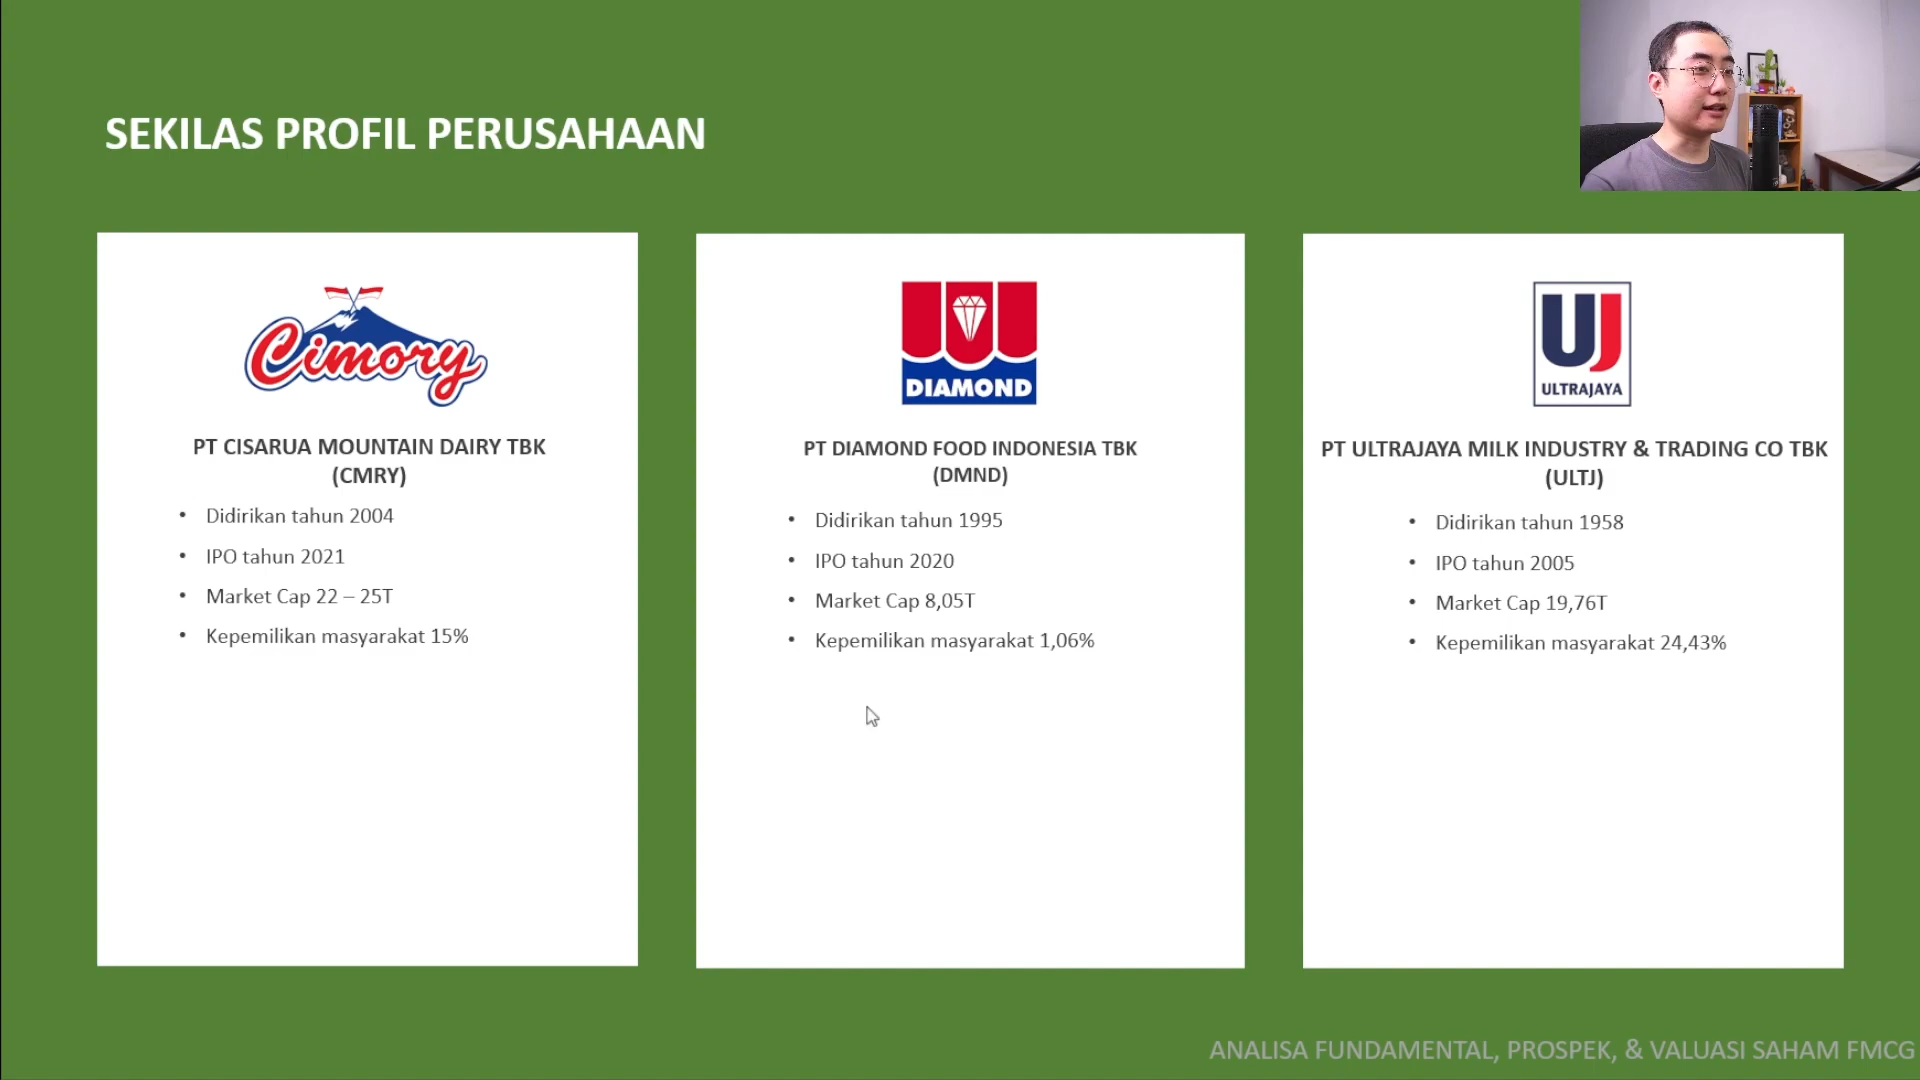 SEKILAS PROFIL PERUSAHAAN
Cimory
PT CISARUA MOUNTAIN DAIRY TBK
(CMRY)
• Didirikan tahun 2004
• IPO tahun 2021
• Market Cap 22 – 25T
• Kepemilikan masyarakat 15%
DIAMOND
PT DIAMOND FOOD INDONESIA TBK
(DMND)
• Didirikan tahun 1995
• IPO tahun 2020
• Market Cap 8,05T
• Kepemilikan masyarakat 1,06%
UJ
ULTRAJAYA
PT ULTRAJAYA MILK INDUSTRY & TRADING CO TBK
(ULTJ)
• Didirikan tahun 1958
• IPO tahun 2005
• Market Cap 19,76T
• Kepemilikan masyarakat 24,43%
ANALISA FUNDAMENTAL, PROSPEK, & VALUASI SAHAM FMCG